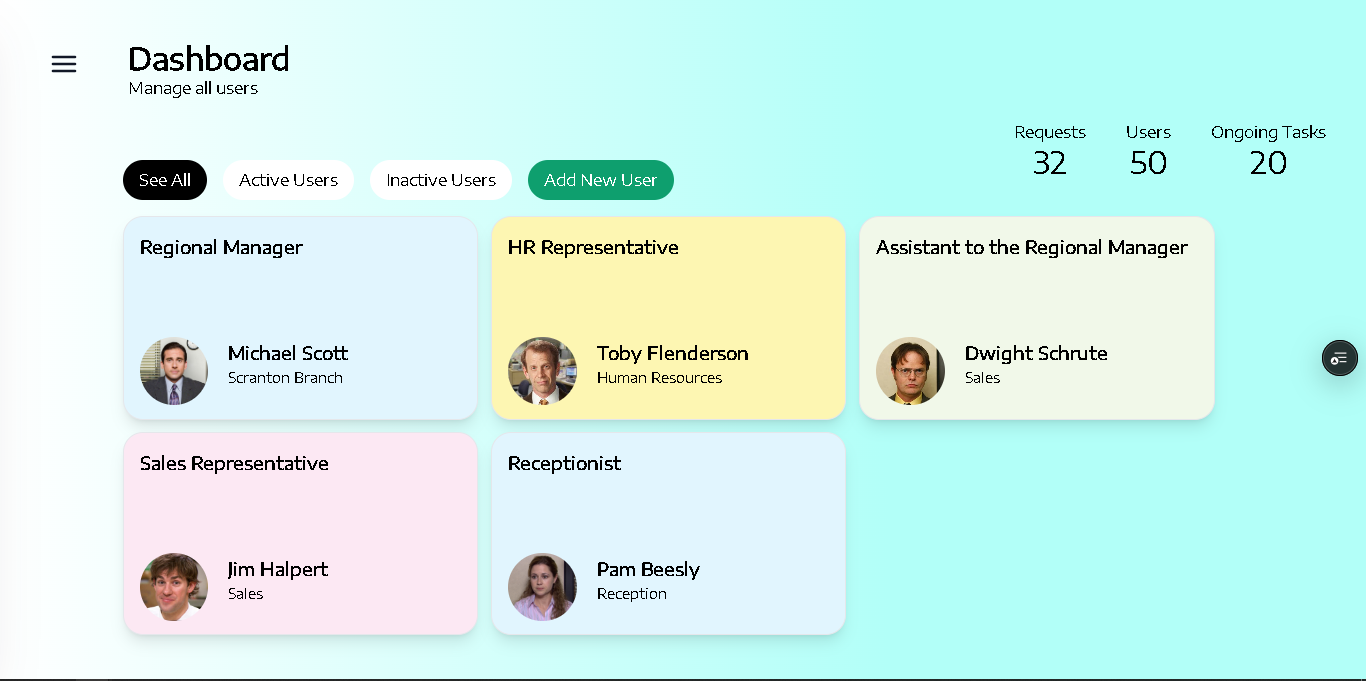 Dashboard
Manage all users
Requests Users Ongoing Tasks
32 50 20
See All Active Users Inactive Users Add New User
Regional Manager
Michael Scott
Scranton Branch
HR Representative
Toby Flenderson
Human Resources
Assistant to the Regional Manager
Dwight Schrute
Sales
Sales Representative
Jim Halpert
Sales
Receptionist
Pam Beesly
Reception